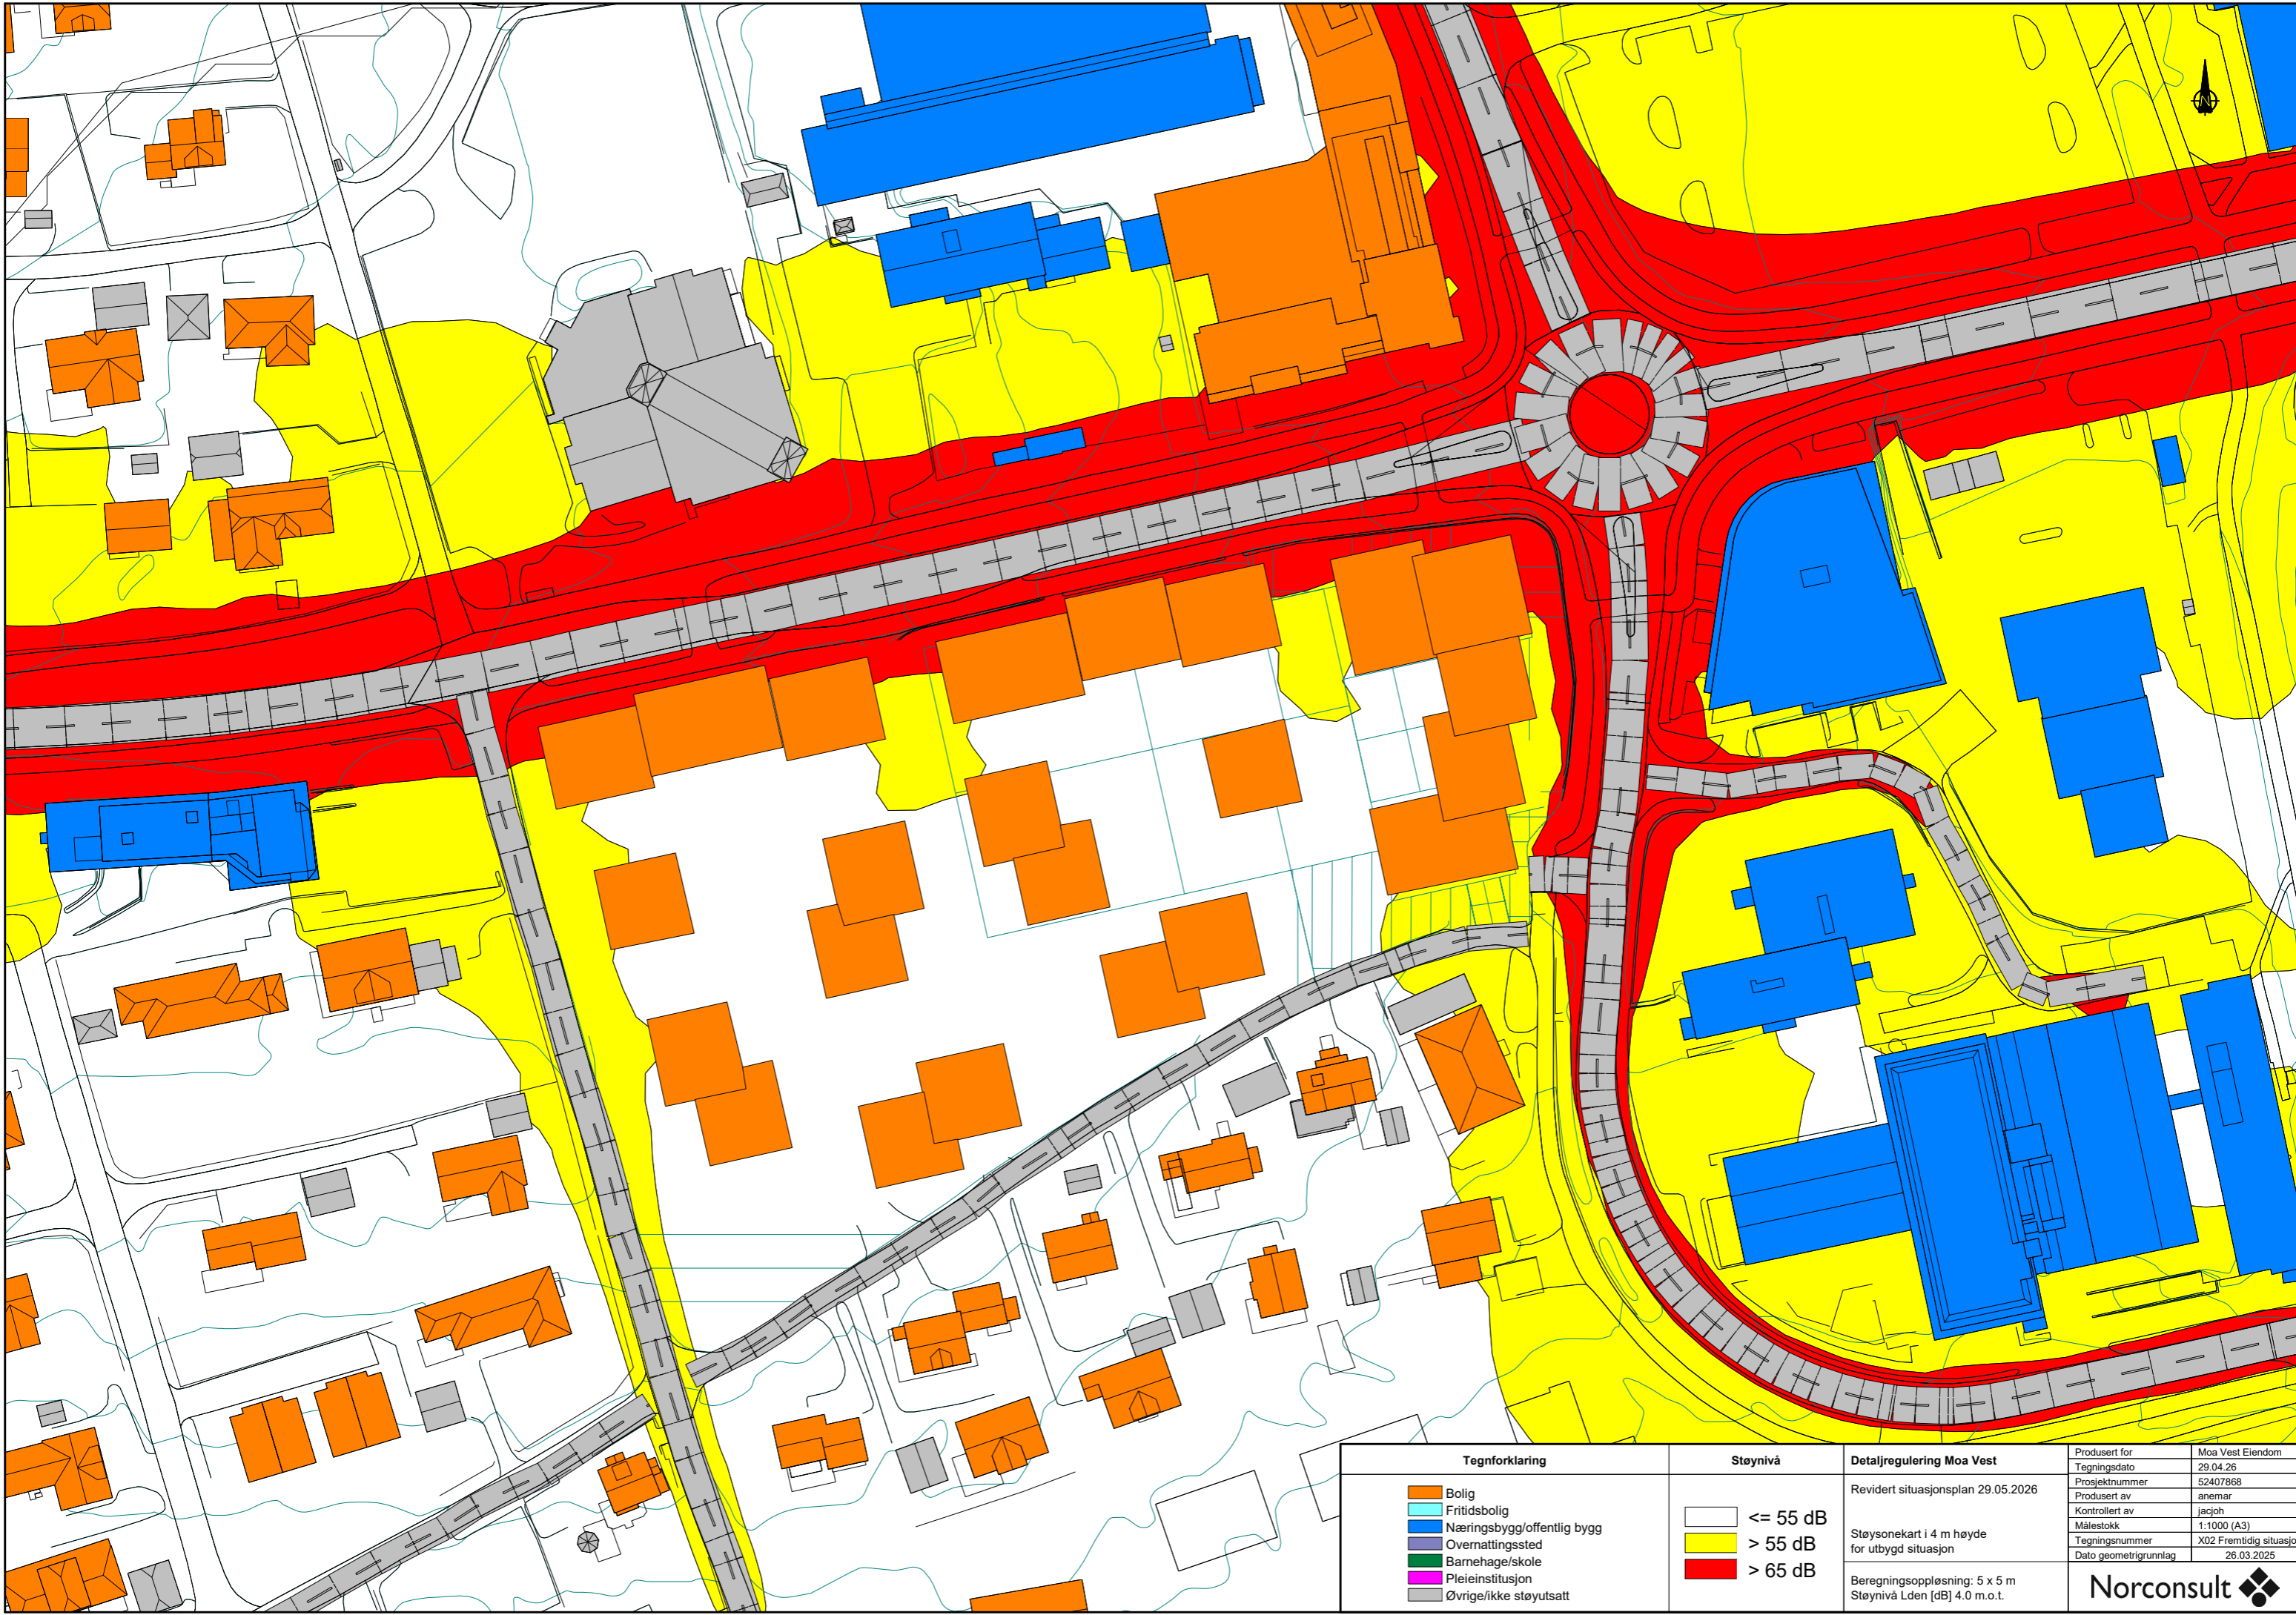 N
Tegnforklaring
Bolig
Fritidsbolig
Næringsbygg/offentlig bygg
Overnattingssted
Barnehage/skole
Pleieinstitusjon
Øvrige/ikke støyutsatt
Støynivå
<= 55 dB
> 55 dB
> 65 dB
Detaljregulering Moa Vest
Revidert situasjonsplan 29.05.2026
Støysonekart i 4 m høyde
for utbygd situasjon
Beregningsoppløsning: 5 x 5 m
Støynivå Lden [dB] 4.0 m.o.t.
Produsert for Moa Vest Eiendom
Tegningsdato 29.04.26
Prosjektnummer 52407868
Produsert av anemar
Kontrollert av jacjoh
Målestokk 1:1000 (A3)
Tegningsnummer X02 Fremtidig situasjo
Dato geometrigrunnlag 26.03.2025
Norconsult